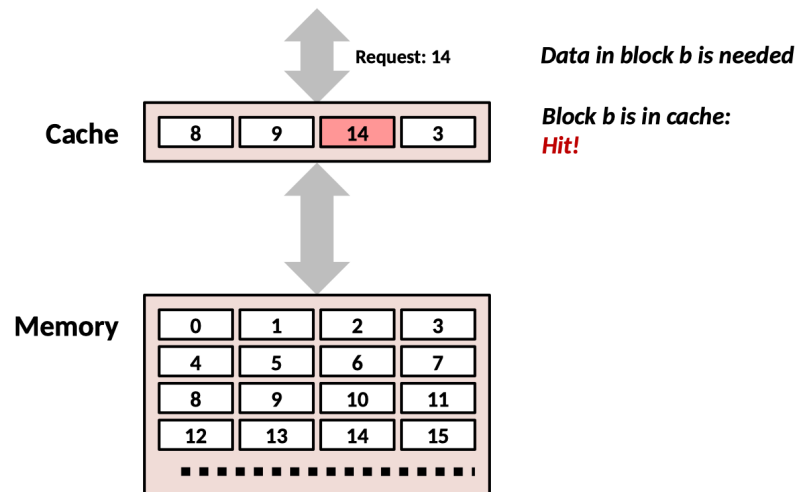 Request: 14
Data in block b is needed
Cache
8 9 14 3
Block b is in cache:
Hit!
Memory
0 1 2 3
4 5 6 7
8 9 10 11
12 13 14 15